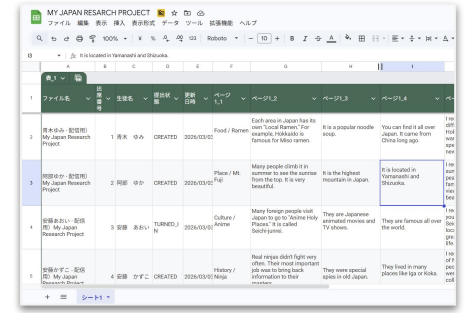 MY JAPAN RESARCH PROJECT
ファイル 編集 表示 挿入 表示形式 データ ツール 拡張機能 ヘルプ
100% ¥ % .0 .00 123 Roboto - 10 + B I A
I3 fx It is located in Yamanashi and Shizuoka.
A B C D E F G H I
表_1
1 ファイル名 出席番号 生徒名 提出状態 更新日時 ページ1_1 ページ1_2 ページ1_3 ページ1_4
2 青木ゆみ - 配信用) My Japan Research Project 1 青木 ゆみ CREATED 2026/03/0 Food / Ramen Each area in Japan has its own "Local Ramen." For example, Hokkaido is famous for Miso ramen. It is a popular noodle soup. You can find it all over Japan. It came from China long ago.
3 阿部ゆか - 配信用) My Japan Research Project 2 阿部 ゆか CREATED 2026/03/0 Place / Mt. Fuji Many people climb it in summer to see the sunrise from the top. It is very beautiful. It is the highest mountain in Japan. It is located in Yamanashi and Shizuoka.
4 安藤あおい - 配信用) My Japan Research Project 3 安藤 あおい TURNED_IN 2026/03/0 Culture / Anime Many foreign people visit Japan to go to "Anime Holy Places." It is called Seichi-junrei. They are Japanese animated movies and TV shows. They are famous all over the world.
5 安藤かずこ - 配信用) My Japan Research Project 4 安藤 かずこ CREATED 2026/03/0 History / Ninja Real ninjas didn't fight very often. Their most important job was to bring back information to their masters. They were special spies in old Japan. They lived in many places like Iga or Koka.
シート1